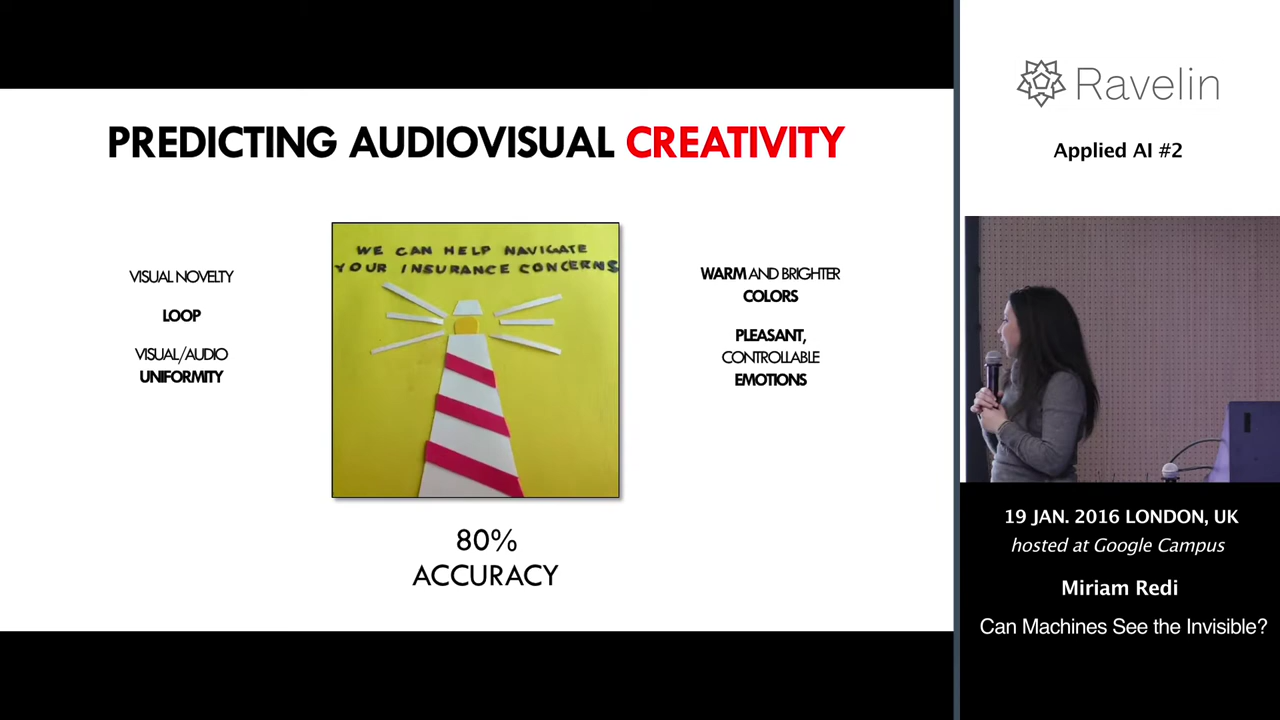 PREDICTING AUDIOVISUAL CREATIVITY
VISUAL NOVELTY
LOOP
VISUAL/AUDIO
UNIFORMITY
WE CAN HELP NAVIGATE
YOUR INSURANCE CONCERNS
WARM AND BRIGHTER
COLORS
PLEASANT,
CONTROLLABLE
EMOTIONS
80%
ACCURACY
Ravelin
Applied AI #2
19 JAN. 2016 LONDON, UK
hosted at Google Campus
Miriam Redi
Can Machines See the Invisible?